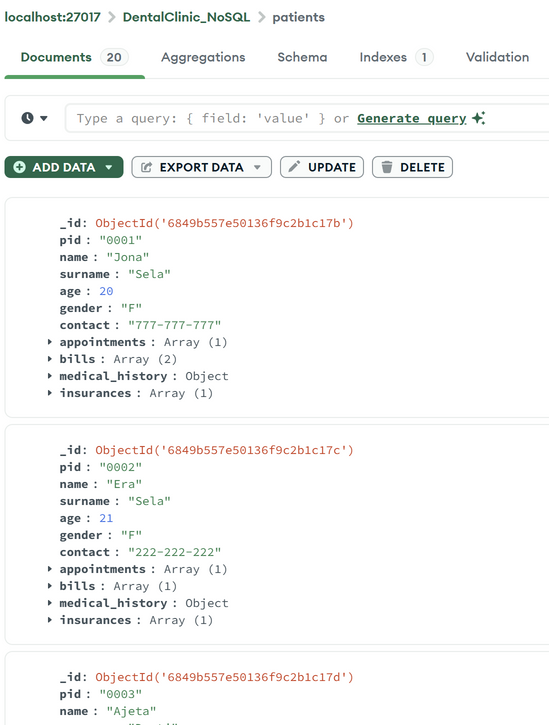 localhost:27017 > DentalClinic_NoSQL > patients
Documents 20 Aggregations Schema Indexes 1 Validation
Type a query: { field: 'value' } or Generate query
ADD DATA EXPORT DATA UPDATE DELETE
_id: ObjectId('6849b557e50136f9c2b1c17b')
pid : "0001"
name : "Jona"
surname : "Sela"
age : 20
gender : "F"
contact : "777-777-777"
appointments : Array (1)
bills : Array (2)
medical_history : Object
insurances : Array (1)
_id: ObjectId('6849b557e50136f9c2b1c17c')
pid : "0002"
name : "Era"
surname : "Sela"
age : 21
gender : "F"
contact : "222-222-222"
appointments : Array (1)
bills : Array (1)
medical_history : Object
insurances : Array (1)
_id: ObjectId('6849b557e50136f9c2b1c17d')
pid : "0003"
name : "Ajeta"